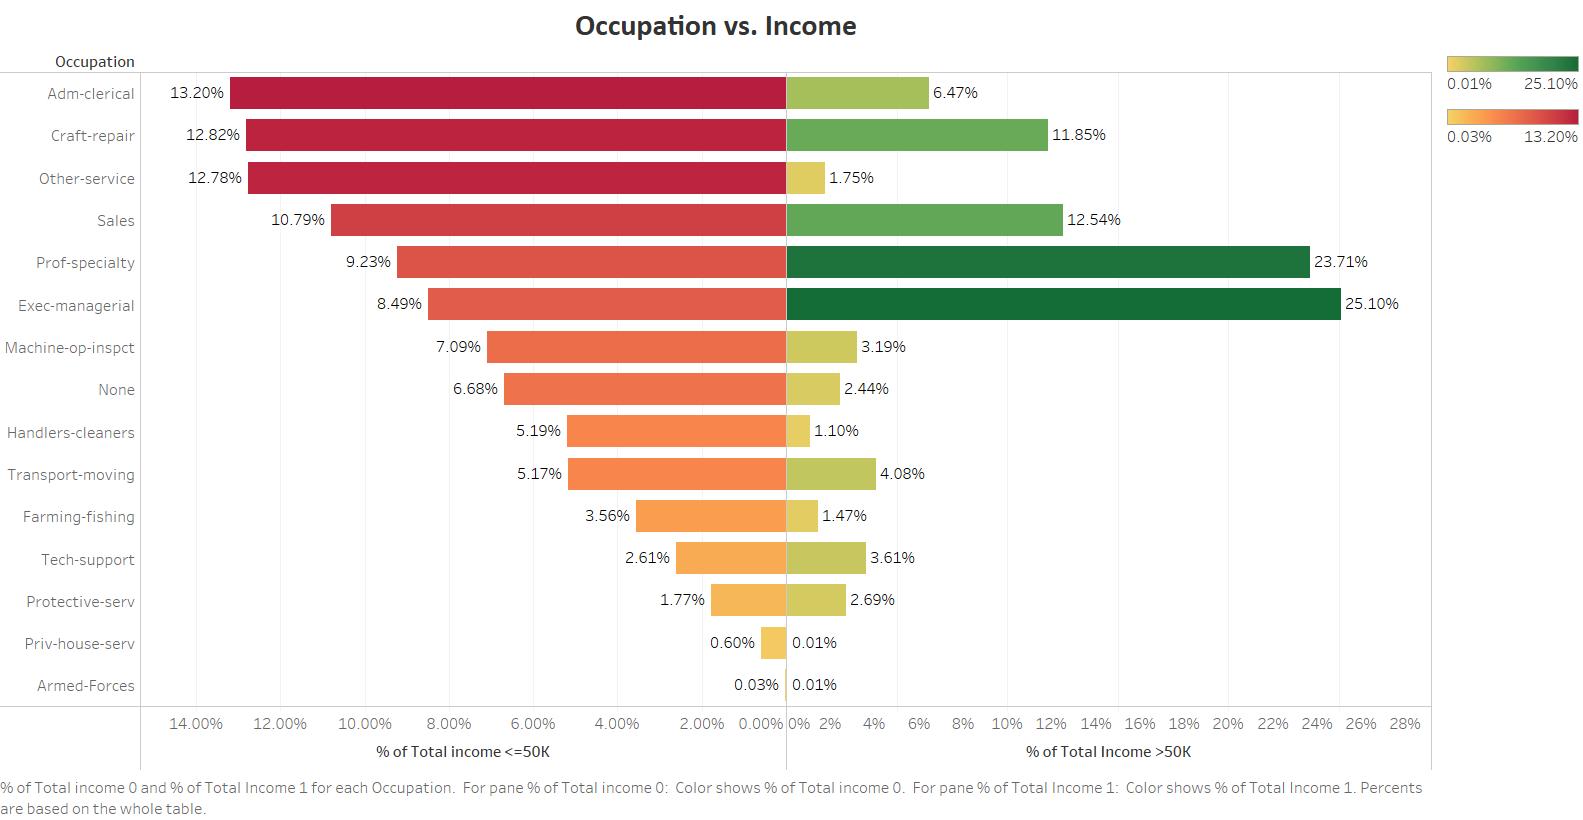 Occupation vs. Income
Occupation
0.01% 25.10%
0.03% 13.20%
Adm-clerical 13.20% 6.47%
Craft-repair 12.82% 11.85%
Other-service 12.78% 1.75%
Sales 10.79% 12.54%
Prof-specialty 9.23% 23.71%
Exec-managerial 8.49% 25.10%
Machine-op-inspct 7.09% 3.19%
None 6.68% 2.44%
Handlers-cleaners 5.19% 1.10%
Transport-moving 5.17% 4.08%
Farming-fishing 3.56% 1.47%
Tech-support 2.61% 3.61%
Protective-serv 1.77% 2.69%
Priv-house-serv 0.60% 0.01%
Armed-Forces 0.03% 0.01%
14.00% 12.00% 10.00% 8.00% 6.00% 4.00% 2.00% 0.00% 0% 2% 4% 6% 8% 10% 12% 14% 16% 18% 20% 22% 24% 26% 28%
% of Total income <=50K % of Total Income >50K
% of Total income 0 and % of Total Income 1 for each Occupation.  For pane % of Total income 0:  Color shows % of Total income 0.  For pane % of Total Income 1:  Color shows % of Total Income 1. Percents
are based on the whole table.